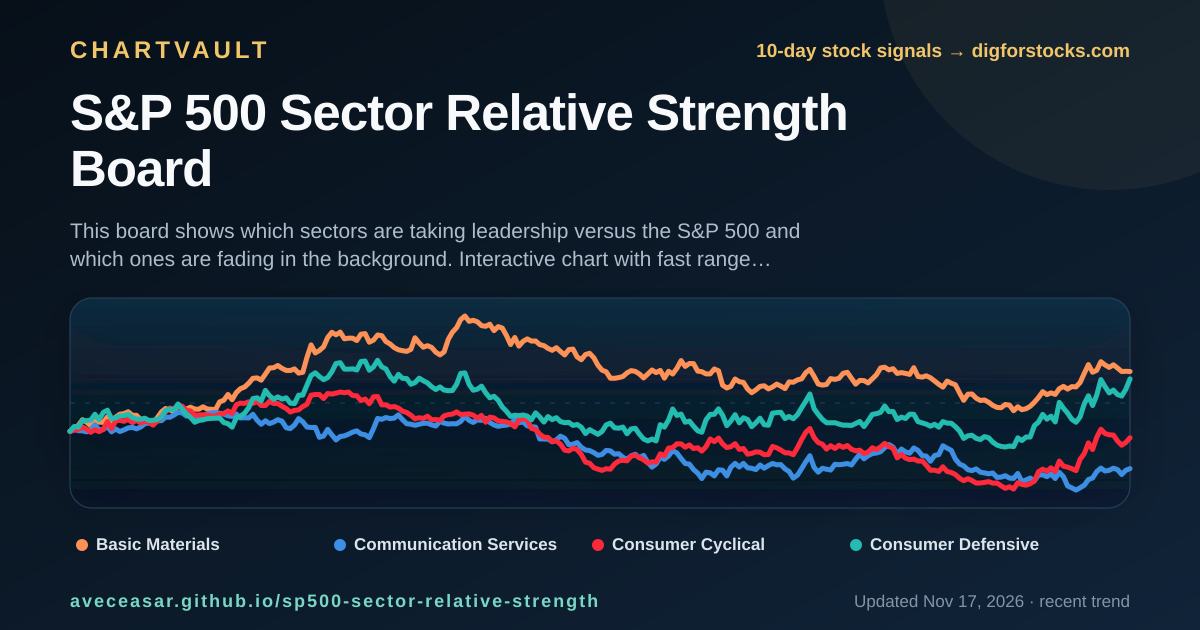 CHARTVAULT
10-day stock signals → digforstocks.com
S&P 500 Sector Relative Strength
Board
This board shows which sectors are taking leadership versus the S&P 500 and
which ones are fading in the background. Interactive chart with fast range…
Basic Materials
Communication Services
Consumer Cyclical
Consumer Defensive
aveceasar.github.io/sp500-sector-relative-strength
Updated Nov 17, 2026 · recent trend